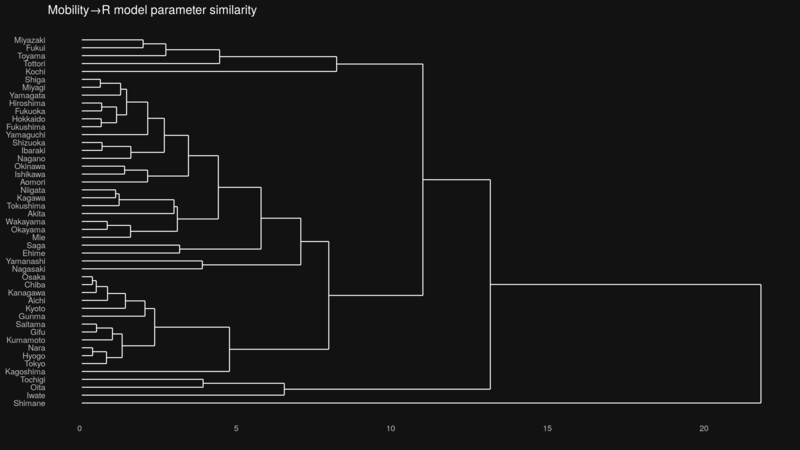 Mobility→R model parameter similarity
Miyazaki
Fukui
Toyama
Tottori
Kochi
Shiga
Miyagi
Yamagata
Hiroshima
Fukuoka
Hokkaido
Fukushima
Yamaguchi
Shizuoka
Ibaraki
Nagano
Okinawa
Ishikawa
Aomori
Niigata
Kagawa
Tokushima
Akita
Wakayama
Okayama
Mie
Saga
Ehime
Yamanashi
Nagasaki
Osaka
Chiba
Kanagawa
Aichi
Kyoto
Gunma
Saitama
Gifu
Kumamoto
Nara
Hyogo
Tokyo
Kagoshima
Tochigi
Oita
Iwate
Shimane
0 5 10 15 20